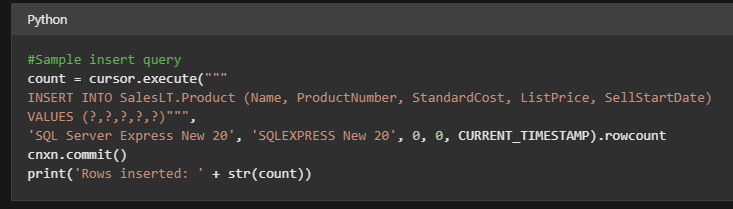 Python
#Sample insert query
count = cursor.execute("""
INSERT INTO SalesLT.Product (Name, ProductNumber, StandardCost, ListPrice, SellStartDate)
VALUES (?,?,?,?,?)""",
'SQL Server Express New 20', 'SQLEXPRESS New 20', 0, 0, CURRENT_TIMESTAMP).rowcount
cnxn.commit()
print('Rows inserted: ' + str(count))